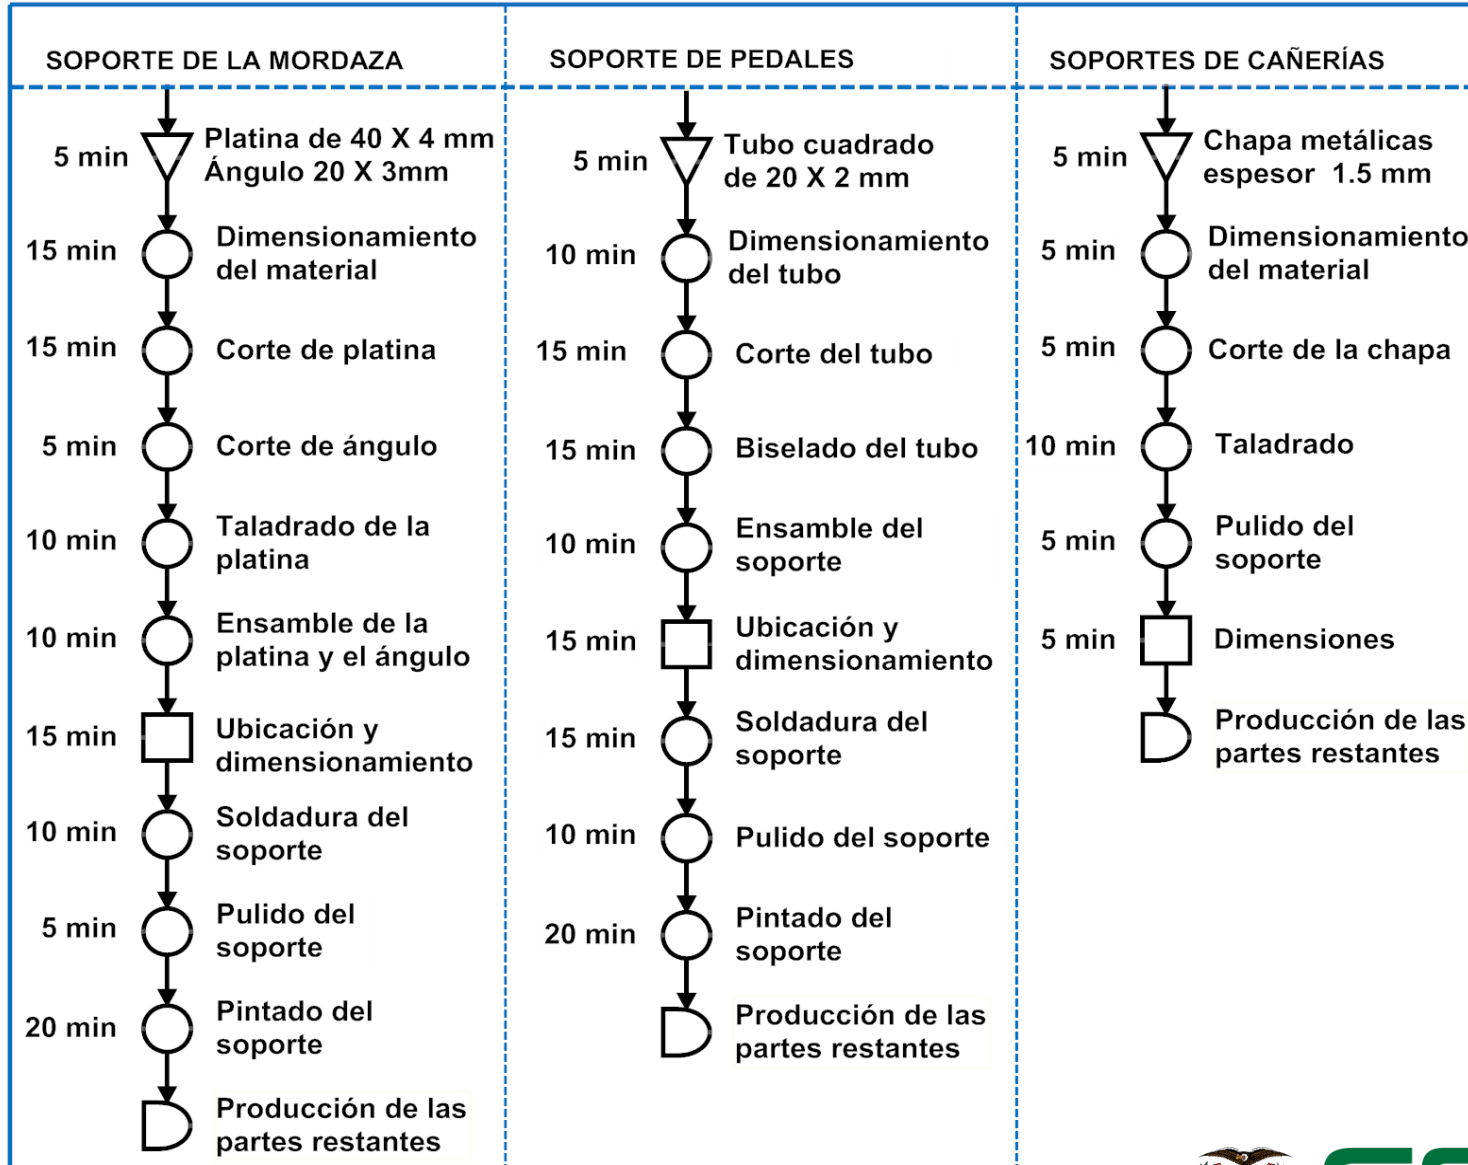 SOPORTE DE LA MORDAZA
5 min
Platina de 40 X 4 mm
Ángulo 20 X 3mm
15 min
Dimensionamiento
del material
15 min
Corte de platina
5 min
Corte de ángulo
10 min
Taladrado de la
platina
10 min
Ensamble de la
platina y el ángulo
15 min
Ubicación y
dimensionamiento
10 min
Soldadura del
soporte
5 min
Pulido del
soporte
20 min
Pintado del
soporte
Producción de las
partes restantes
SOPORTE DE PEDALES
5 min
Tubo cuadrado
de 20 X 2 mm
10 min
Dimensionamiento
del tubo
15 min
Corte del tubo
15 min
Biselado del tubo
10 min
Ensamble del
soporte
15 min
Ubicación y
dimensionamiento
15 min
Soldadura del
soporte
10 min
Pulido del soporte
20 min
Pintado del
soporte
Producción de las
partes restantes
SOPORTES DE CAÑERÍAS
5 min
Chapa metálicas
espesor 1.5 mm
5 min
Dimensionamiento
del material
5 min
Corte de la chapa
10 min
Taladrado
5 min
Pulido del
soporte
5 min
Dimensiones
Producción de las
partes restantes